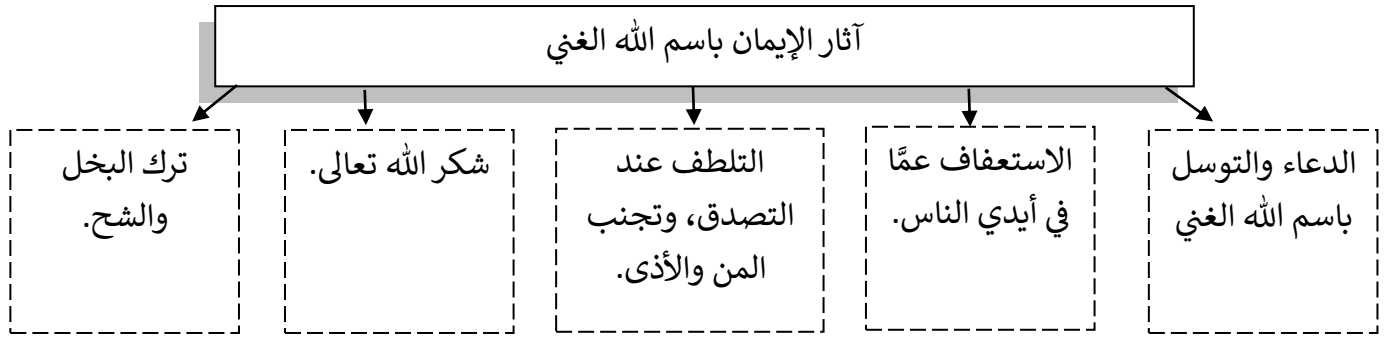 آثار الإيمان باسم الله الغني
الدعاء والتوسل
باسم الله الغني
الاستعفاف عمَّا
في أيدي الناس.
التلطف عند
التصدق، وتجنب
المن والأذى.
شكر الله تعالى.
ترك البخل
والشح.